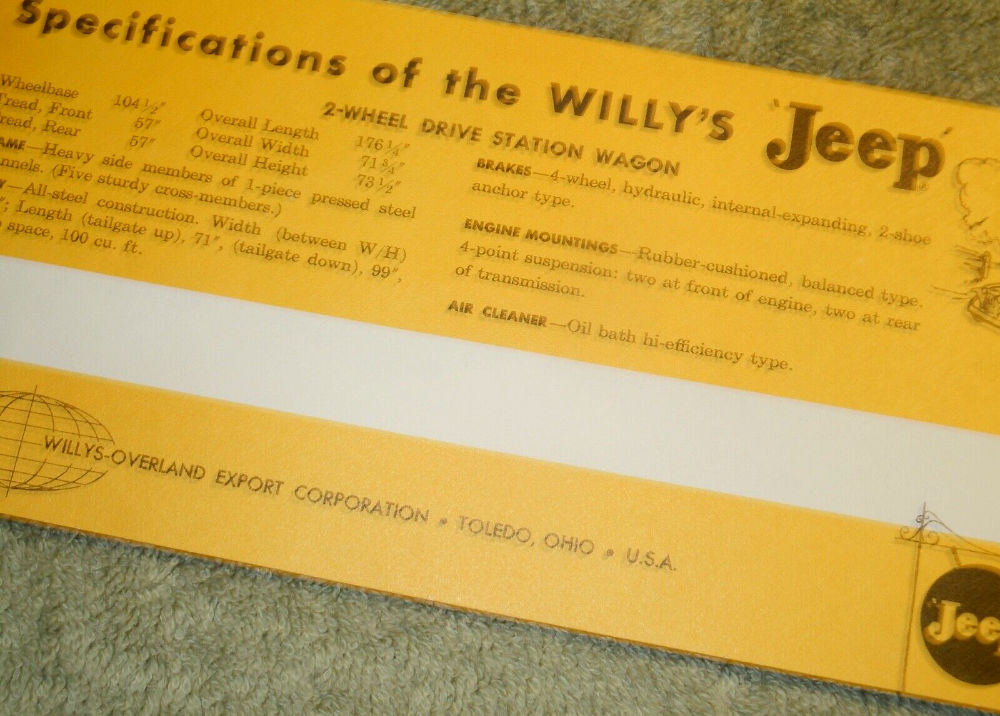 Specifications of the WILLY'S 'Jeep'
2-WHEEL DRIVE STATION WAGON
Wheelbase 104½" Overall Length 176¼"
Tread, Front 57" Overall Width 71¾"
read, Rear 57" Overall Height 73½"
AME—Heavy side members of 1-piece pressed steel
nnels. (Five sturdy cross-members.)
Y—All-steel construction. Width (between W/H)
"; Length (tailgate up), 71", (tailgate down), 99",
space, 100 cu. ft.
BRAKES—4-wheel, hydraulic, internal-expanding, 2-shoe
anchor type.
ENGINE MOUNTINGS—Rubber-cushioned, balanced type.
4-point suspension: two at front of engine, two at rear
of transmission.
AIR CLEANER—Oil bath hi-efficiency type.
WILLYS-OVERLAND EXPORT CORPORATION • TOLEDO, OHIO • U.S.A.
'Jeep